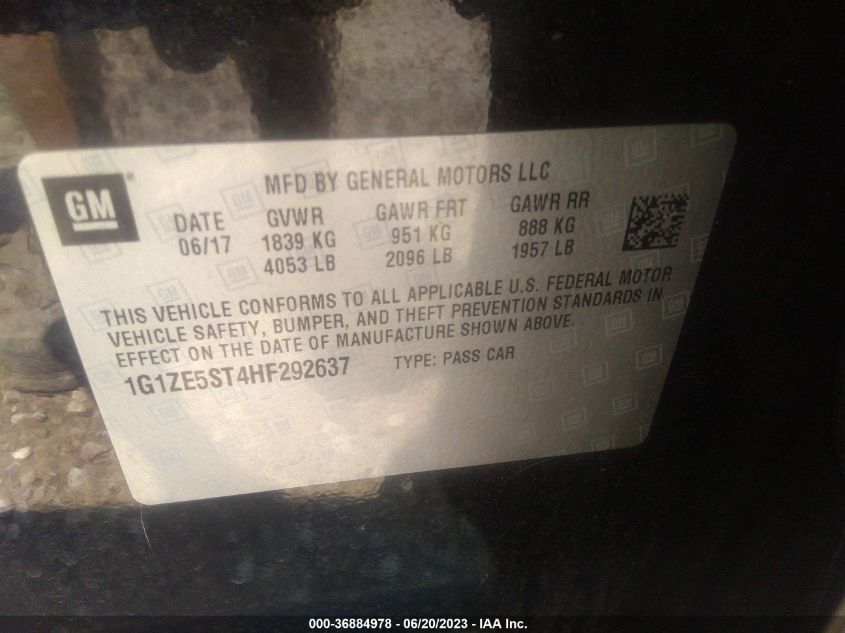 GM
MFD BY GENERAL MOTORS LLC
DATE GVWR GAWR FRT GAWR RR
06/17 1839 KG 951 KG 888 KG
4053 LB 2096 LB 1957 LB
THIS VEHICLE CONFORMS TO ALL APPLICABLE U.S. FEDERAL MOTOR
VEHICLE SAFETY, BUMPER, AND THEFT PREVENTION STANDARDS IN
EFFECT ON THE DATE OF MANUFACTURE SHOWN ABOVE.
1G1ZE5ST4HF292637 TYPE: PASS CAR
000-36884978 - 06/20/2023 - IAA Inc.